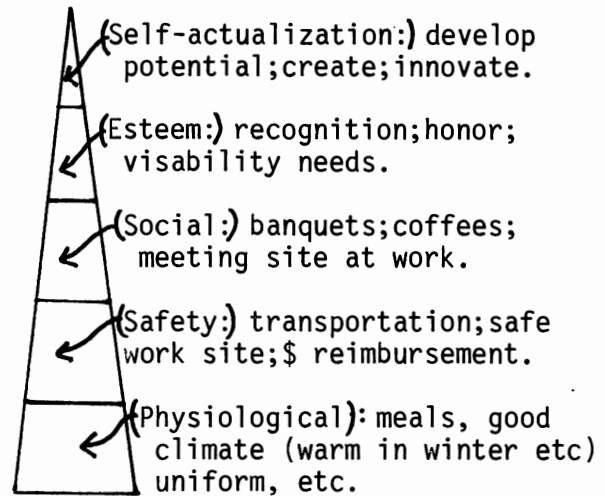 (Self-actualization:) develop
potential;create;innovate.
(Esteem:) recognition;honor;
visability needs.
(Social:) banquets;coffees;
meeting site at work.
(Safety:) transportation;safe
work site;$ reimbursement.
(Physiological): meals, good
climate (warm in winter etc)
uniform, etc.